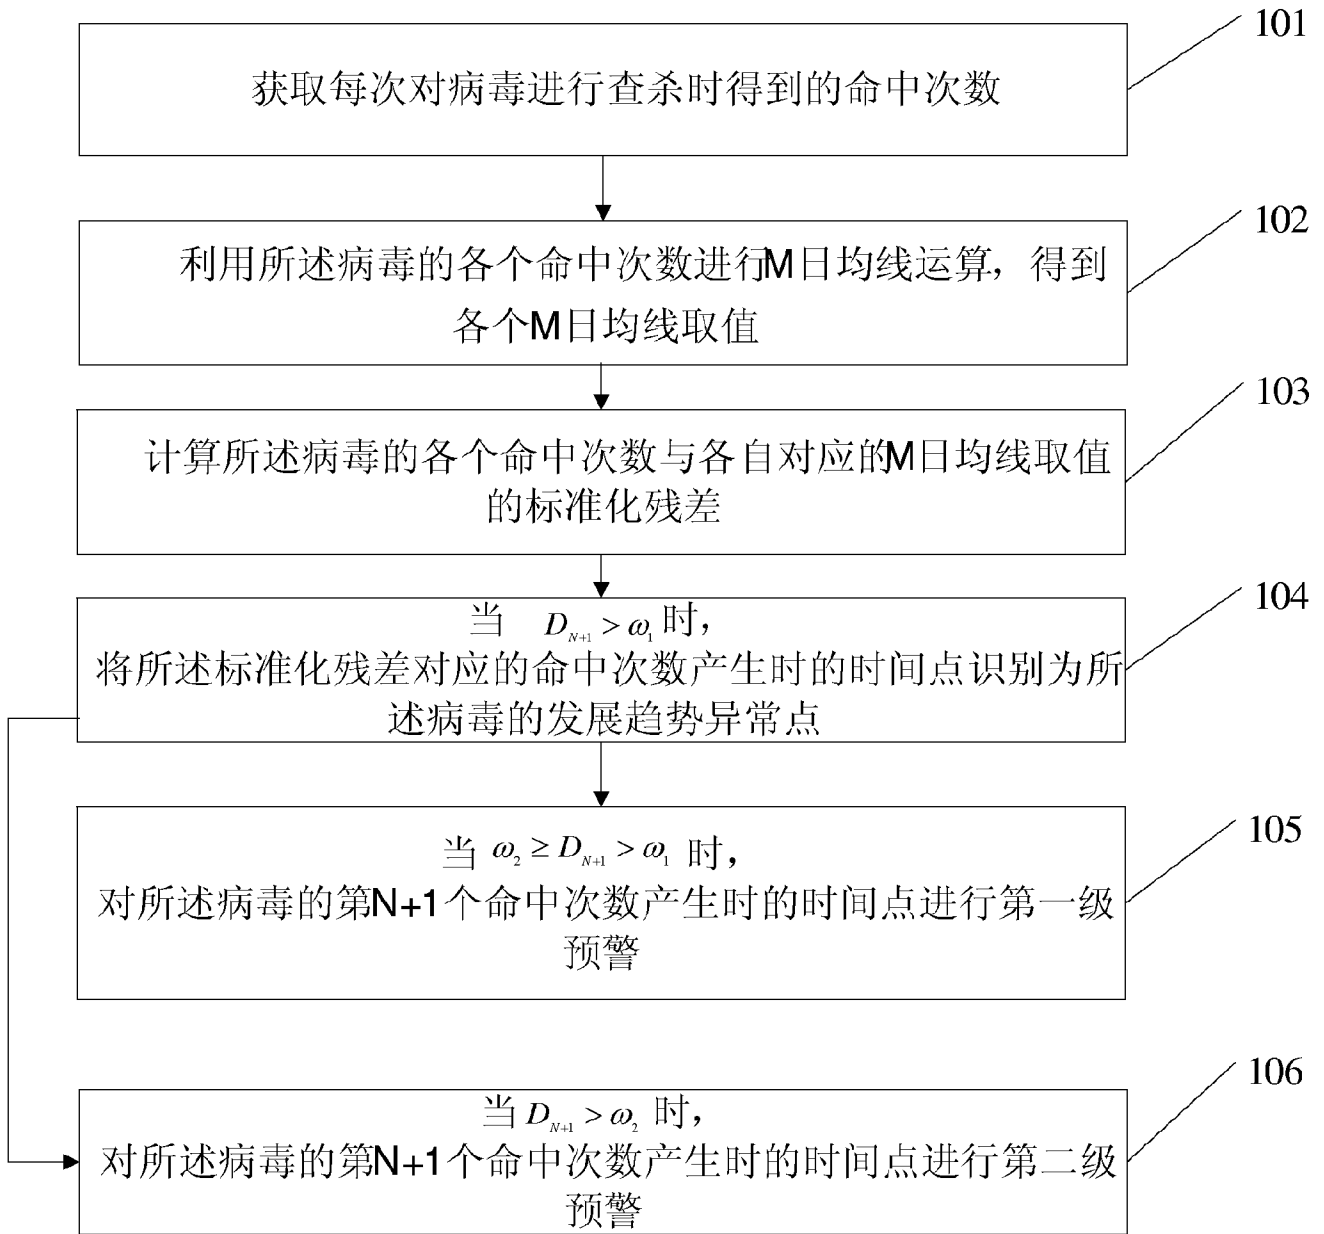 101
获取每次对病毒进行查杀时得到的命中次数
102
利用所述病毒的各个命中次数进行M日均线运算，得到
各个M日均线取值
103
计算所述病毒的各个命中次数与各自对应的M日均线取值
的标准化残差
104
当 D_{N+1} > ω_1 时，
将所述标准化残差对应的命中次数产生时的时间点识别为所
述病毒的发展趋势异常点
105
当 ω_2 ≥ D_{N+1} > ω_1 时，
对所述病毒的第N+1个命中次数产生时的时间点进行第一级
预警
106
当 D_{N+1} > ω_2 时，
对所述病毒的第N+1个命中次数产生时的时间点进行第二级
预警